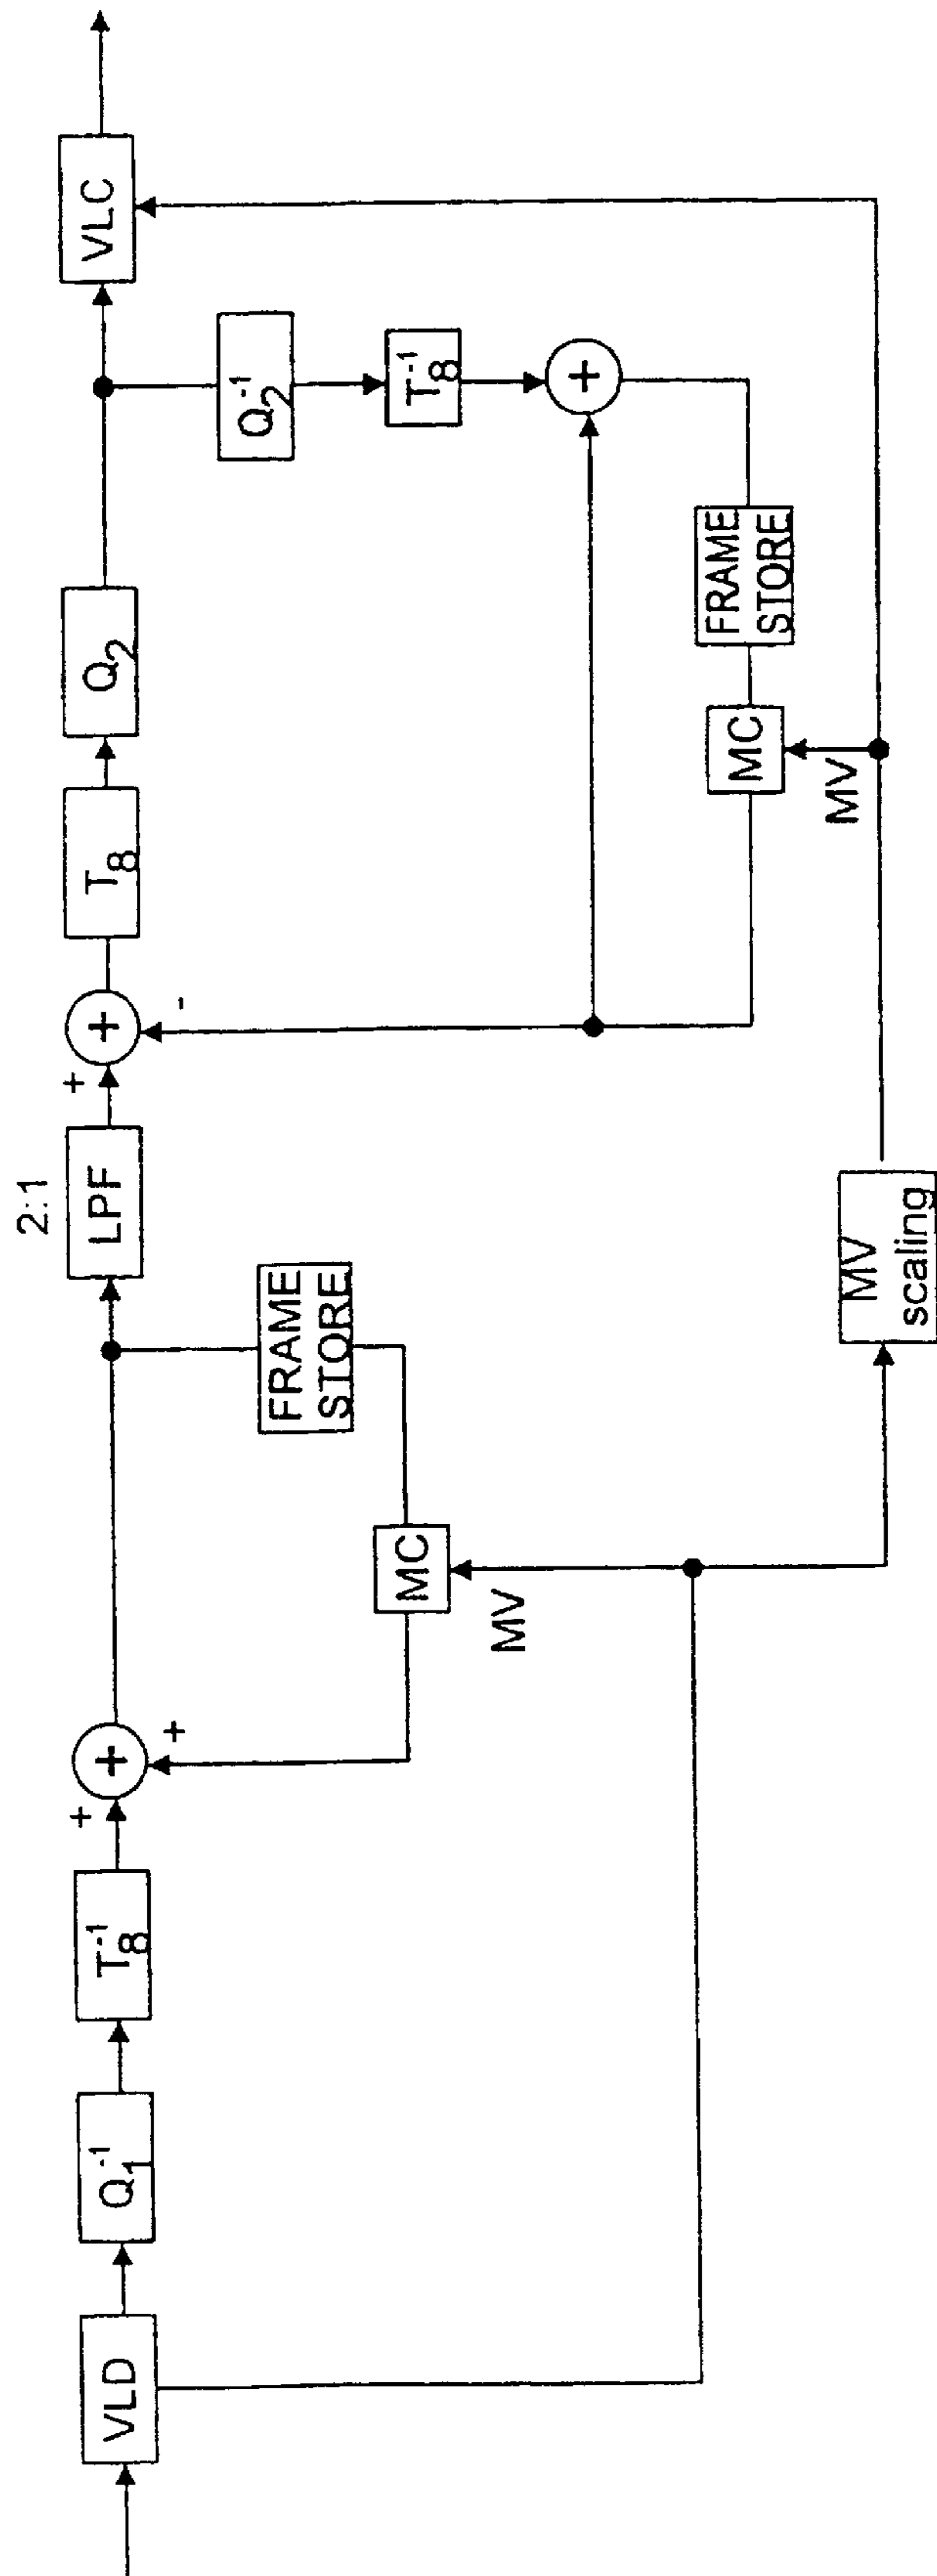 VLD
Q₁⁻¹
T₈⁻¹
+
+
+
MC
MV
FRAME
STORE
2:1
LPF
+
+
-
T₈
Q₂
VLC
Q₂⁻¹
T₈⁻¹
+
FRAME
STORE
MC
MV
MV
scaling